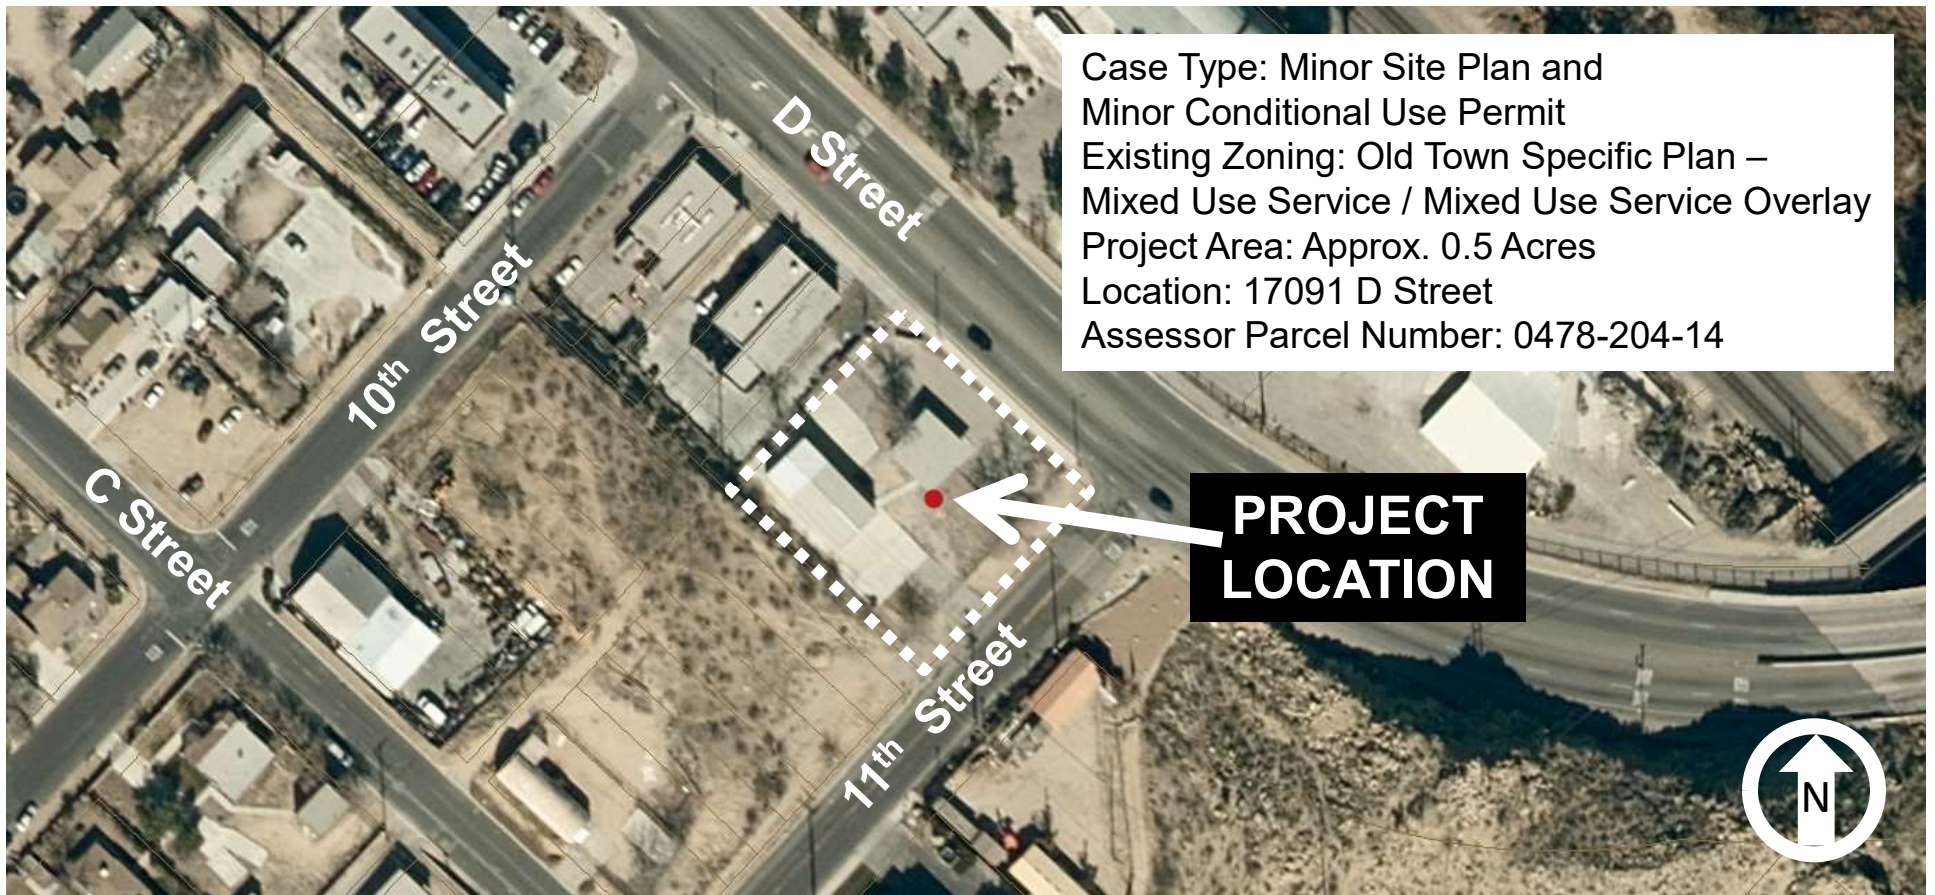 Case Type: Minor Site Plan and
Minor Conditional Use Permit
Existing Zoning: Old Town Specific Plan –
Mixed Use Service / Mixed Use Service Overlay
Project Area: Approx. 0.5 Acres
Location: 17091 D Street
Assessor Parcel Number: 0478-204-14
D Street
10th Street
C Street
PROJECT
LOCATION
11th Street
N